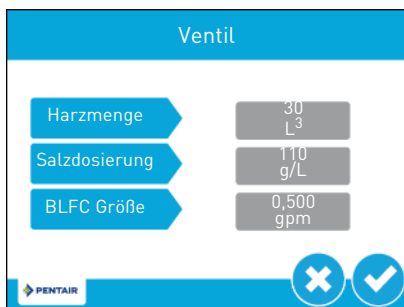 Ventil
Harzmenge
30
L³
Salzdosierung
110
g/L
BLFC Größe
0,500
gpm
PENTAIR